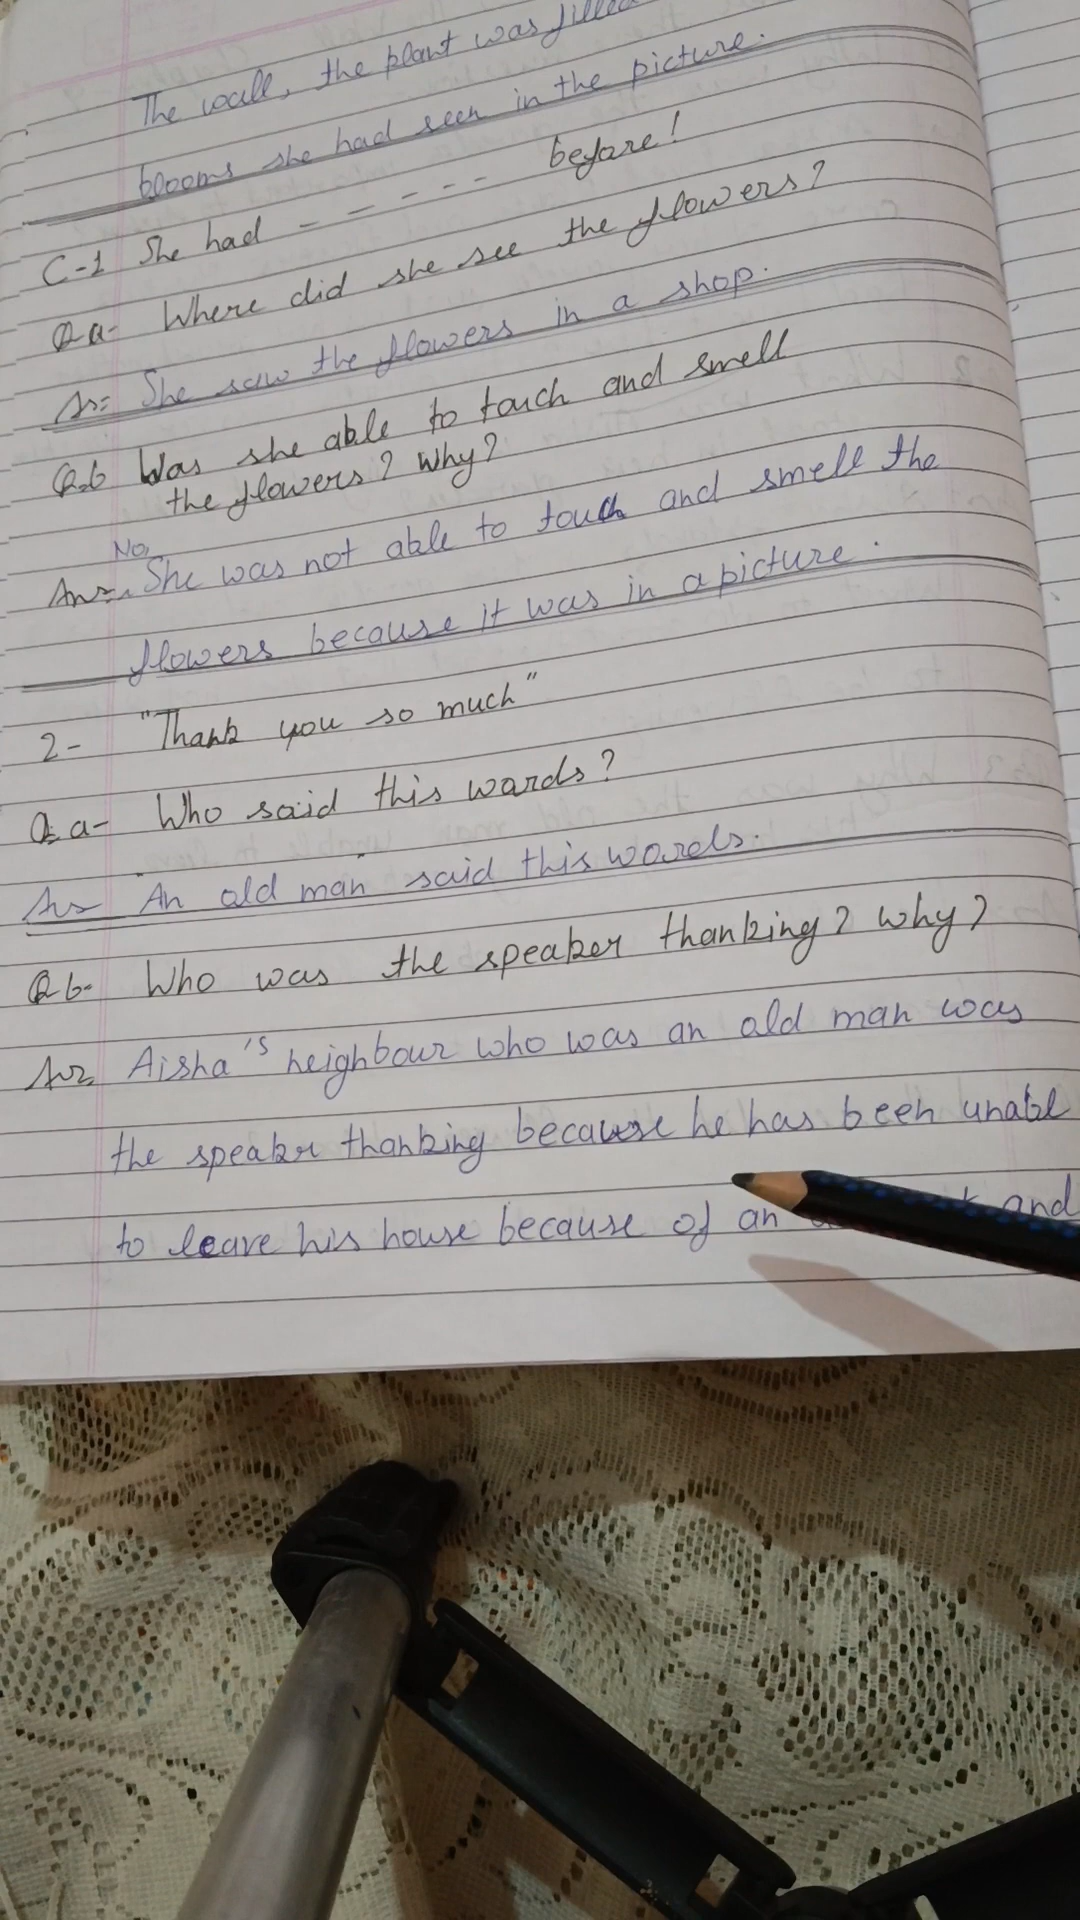 The wall, the plant was filled
blooms she had seen in the picture.
C-1 She had - - - - - - - before!
Q a- Where did she see the flowers?
Ans= She saw the flowers in a shop.
Q.b Was she able to touch and smell
the flowers? Why?
No,
Ans= She was not able to touch and smell the
flowers because it was in a picture.
2- "Thank you so much"
Q. a- Who said this words?
Ans An old man said this words.
Q b- Who was the speaker thanking? why?
Ans Aisha's neighbour who was an old man was
the speaker thanking because he has been unable
to leave his house because of an and